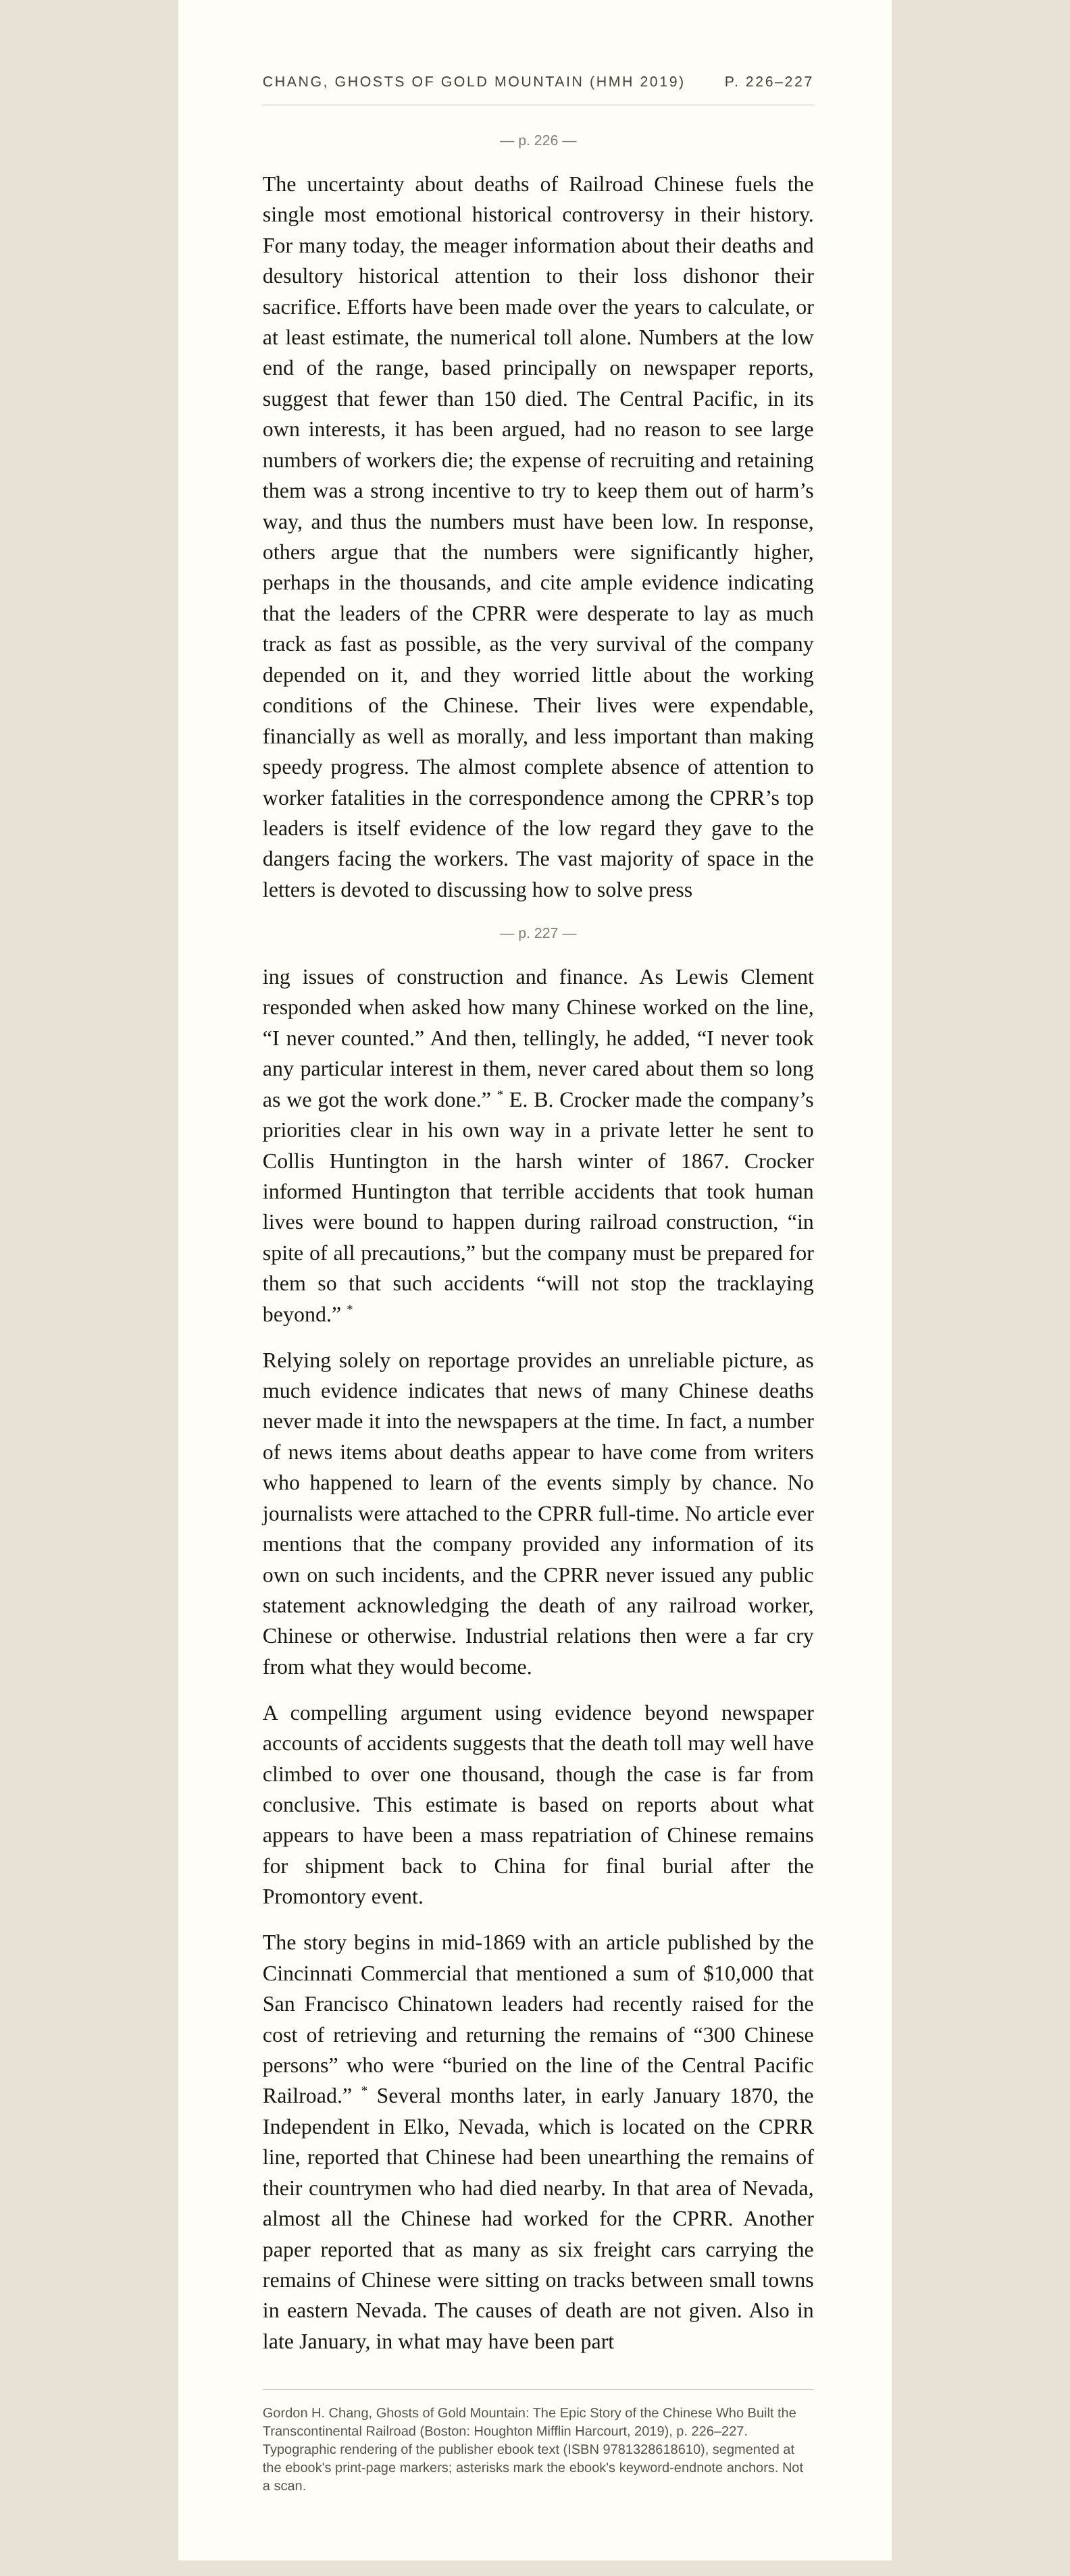 CHANG, GHOSTS OF GOLD MOUNTAIN (HMH 2019) P. 226–227
— p. 226 —
The uncertainty about deaths of Railroad Chinese fuels the
single most emotional historical controversy in their history.
For many today, the meager information about their deaths and
desultory historical attention to their loss dishonor their
sacrifice. Efforts have been made over the years to calculate, or
at least estimate, the numerical toll alone. Numbers at the low
end of the range, based principally on newspaper reports,
suggest that fewer than 150 died. The Central Pacific, in its
own interests, it has been argued, had no reason to see large
numbers of workers die; the expense of recruiting and retaining
them was a strong incentive to try to keep them out of harm’s
way, and thus the numbers must have been low. In response,
others argue that the numbers were significantly higher,
perhaps in the thousands, and cite ample evidence indicating
that the leaders of the CPRR were desperate to lay as much
track as fast as possible, as the very survival of the company
depended on it, and they worried little about the working
conditions of the Chinese. Their lives were expendable,
financially as well as morally, and less important than making
speedy progress. The almost complete absence of attention to
worker fatalities in the correspondence among the CPRR’s top
leaders is itself evidence of the low regard they gave to the
dangers facing the workers. The vast majority of space in the
letters is devoted to discussing how to solve press
— p. 227 —
ing issues of construction and finance. As Lewis Clement
responded when asked how many Chinese worked on the line,
“I never counted.” And then, tellingly, he added, “I never took
any particular interest in them, never cared about them so long
as we got the work done.” * E. B. Crocker made the company’s
priorities clear in his own way in a private letter he sent to
Collis Huntington in the harsh winter of 1867. Crocker
informed Huntington that terrible accidents that took human
lives were bound to happen during railroad construction, “in
spite of all precautions,” but the company must be prepared for
them so that such accidents “will not stop the tracklaying
beyond.” *
Relying solely on reportage provides an unreliable picture, as
much evidence indicates that news of many Chinese deaths
never made it into the newspapers at the time. In fact, a number
of news items about deaths appear to have come from writers
who happened to learn of the events simply by chance. No
journalists were attached to the CPRR full-time. No article ever
mentions that the company provided any information of its
own on such incidents, and the CPRR never issued any public
statement acknowledging the death of any railroad worker,
Chinese or otherwise. Industrial relations then were a far cry
from what they would become.
A compelling argument using evidence beyond newspaper
accounts of accidents suggests that the death toll may well have
climbed to over one thousand, though the case is far from
conclusive. This estimate is based on reports about what
appears to have been a mass repatriation of Chinese remains
for shipment back to China for final burial after the
Promontory event.
The story begins in mid-1869 with an article published by the
Cincinnati Commercial that mentioned a sum of $10,000 that
San Francisco Chinatown leaders had recently raised for the
cost of retrieving and returning the remains of “300 Chinese
persons” who were “buried on the line of the Central Pacific
Railroad.” * Several months later, in early January 1870, the
Independent in Elko, Nevada, which is located on the CPRR
line, reported that Chinese had been unearthing the remains of
their countrymen who had died nearby. In that area of Nevada,
almost all the Chinese had worked for the CPRR. Another
paper reported that as many as six freight cars carrying the
remains of Chinese were sitting on tracks between small towns
in eastern Nevada. The causes of death are not given. Also in
late January, in what may have been part
Gordon H. Chang, Ghosts of Gold Mountain: The Epic Story of the Chinese Who Built the
Transcontinental Railroad (Boston: Houghton Mifflin Harcourt, 2019), p. 226–227.
Typographic rendering of the publisher ebook text (ISBN 9781328618610), segmented at
the ebook's print-page markers; asterisks mark the ebook's keyword-endnote anchors. Not
a scan.